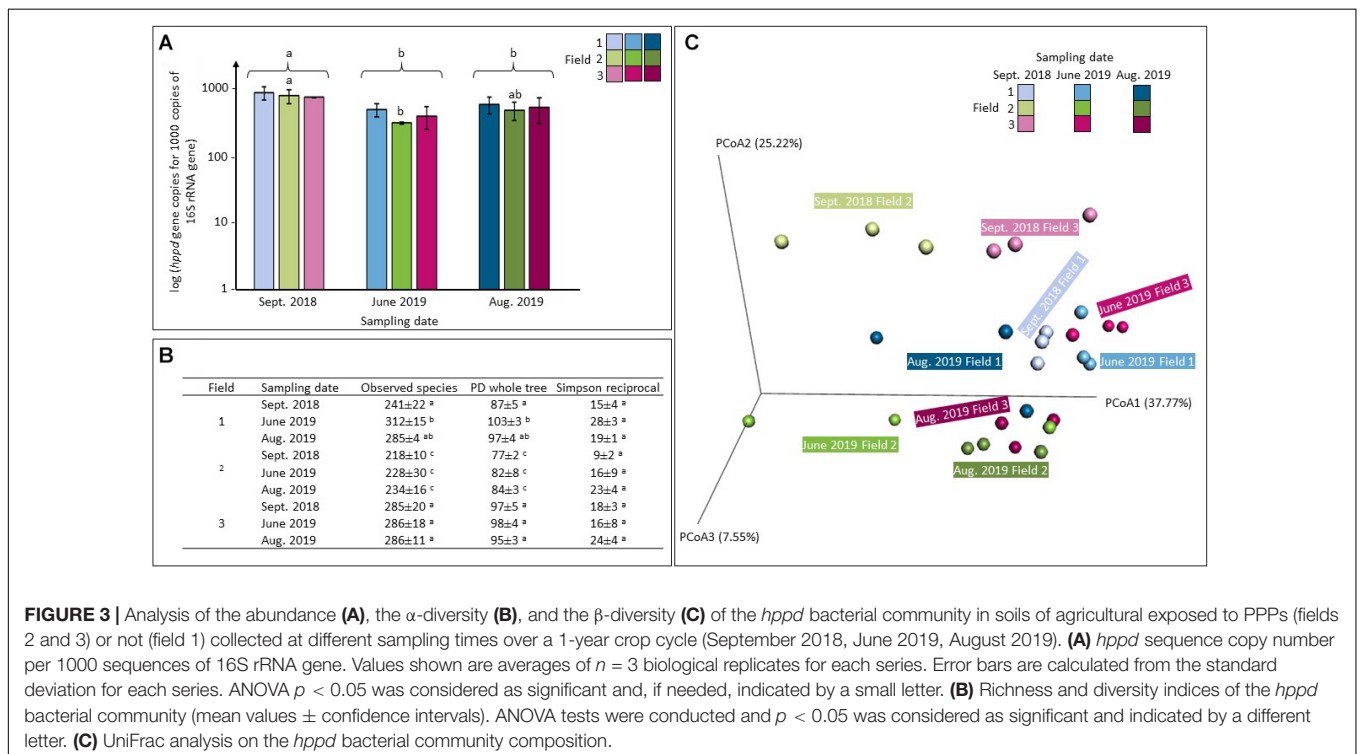 A
1
Field 2
3
a
b
b
a
b
ab
log (hppd gene copies for 1000 copies of
16S rRNA gene)
1000
100
10
1
Sept. 2018
June 2019
Aug. 2019
Sampling date
B
Field Sampling date Observed species PD whole tree Simpson reciprocal
Sept. 2018 241±22 ᵃ 87±5 ᵃ 15±4 ᵃ
1 June 2019 312±15 ᵇ 103±3 ᵇ 28±3 ᵃ
Aug. 2019 285±4 ᵃᵇ 97±4 ᵃᵇ 19±1 ᵃ
Sept. 2018 218±10 ᶜ 77±2 ᶜ 9±2 ᵃ
2 June 2019 228±30 ᶜ 82±8 ᶜ 16±9 ᵃ
Aug. 2019 234±16 ᶜ 84±3 ᶜ 23±4 ᵃ
Sept. 2018 285±20 ᵃ 97±5 ᵃ 18±3 ᵃ
3 June 2019 286±18 ᵃ 98±4 ᵃ 16±8 ᵃ
Aug. 2019 286±11 ᵃ 95±3 ᵃ 24±4 ᵃ
C
Sampling date
Sept. 2018 June 2019 Aug. 2019
1
Field 2
3
PCoA2 (25.22%)
Sept. 2018 Field 2
Sept. 2018 Field 3
Sept. 2018 Field 1
June 2019 Field 3
Aug. 2019 Field 1
June 2019 Field 1
PCoA1 (37.77%)
Aug. 2019 Field 3
June 2019 Field 2
Aug. 2019 Field 2
PCoA3 (7.55%)
FIGURE 3 | Analysis of the abundance (A), the α-diversity (B), and the β-diversity (C) of the hppd bacterial community in soils of agricultural exposed to PPPs (fields
2 and 3) or not (field 1) collected at different sampling times over a 1-year crop cycle (September 2018, June 2019, August 2019). (A) hppd sequence copy number
per 1000 sequences of 16S rRNA gene. Values shown are averages of n = 3 biological replicates for each series. Error bars are calculated from the standard
deviation for each series. ANOVA p < 0.05 was considered as significant and, if needed, indicated by a small letter. (B) Richness and diversity indices of the hppd
bacterial community (mean values ± confidence intervals). ANOVA tests were conducted and p < 0.05 was considered as significant and indicated by a different
letter. (C) UniFrac analysis on the hppd bacterial community composition.